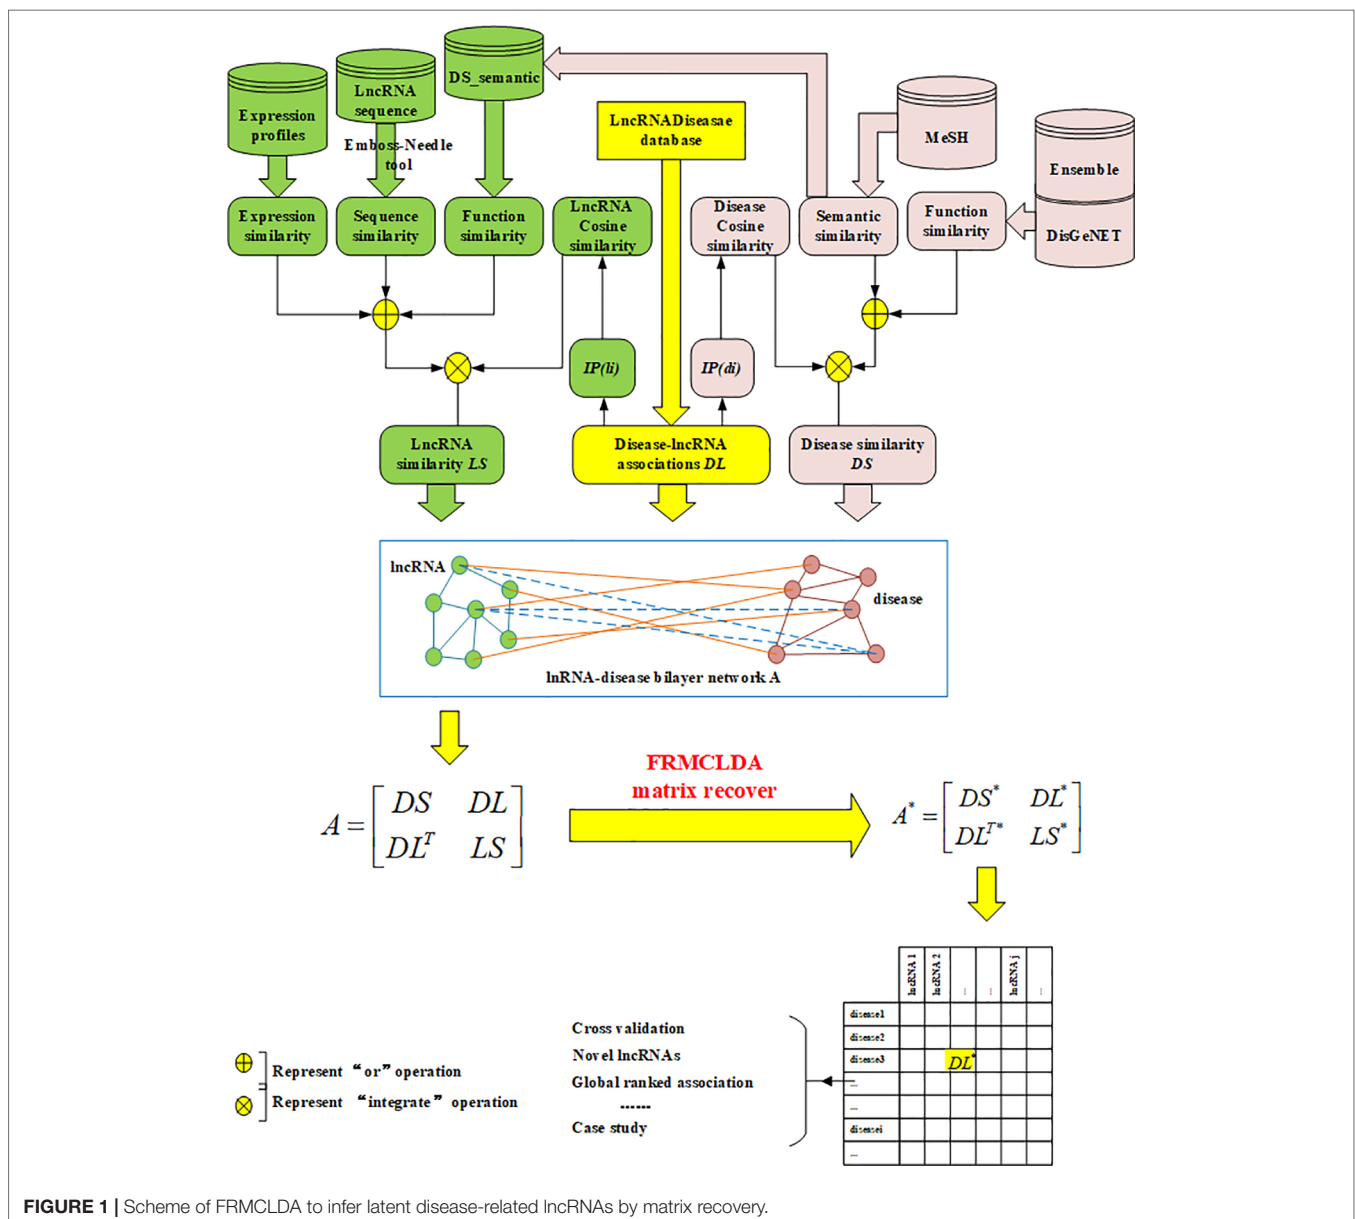 DS_semantic
LncRNA
sequence
Expression
profiles
Emboss-Needle
tool
LncRNADiseasae
database
MeSH
Ensemble
DisGeNET
Expression
similarity
Sequence
similarity
Function
similarity
LncRNA
Cosine
similarity
Disease
Cosine
similarity
Semantic
similarity
Function
similarity
IP(li)
IP(di)
LncRNA
similarity LS
Disease-lncRNA
associations DL
Disease similarity
DS
lncRNA
disease
lnRNA-disease bilayer network A
FRMCLDA
matrix recover
A = [ DS DL
DL^T LS ]
A* = [ DS* DL*
DL^T* LS* ]
lncRNA 1
lncRNA 2
...
...
lncRNA j
...
disease1
disease2
disease3
DL*
...
...
diseasei
...
Cross validation
Novel lncRNAs
Global ranked association
......
Case study
Represent “or” operation
Represent “integrate” operation
FIGURE 1 | Scheme of FRMCLDA to infer latent disease-related lncRNAs by matrix recovery.